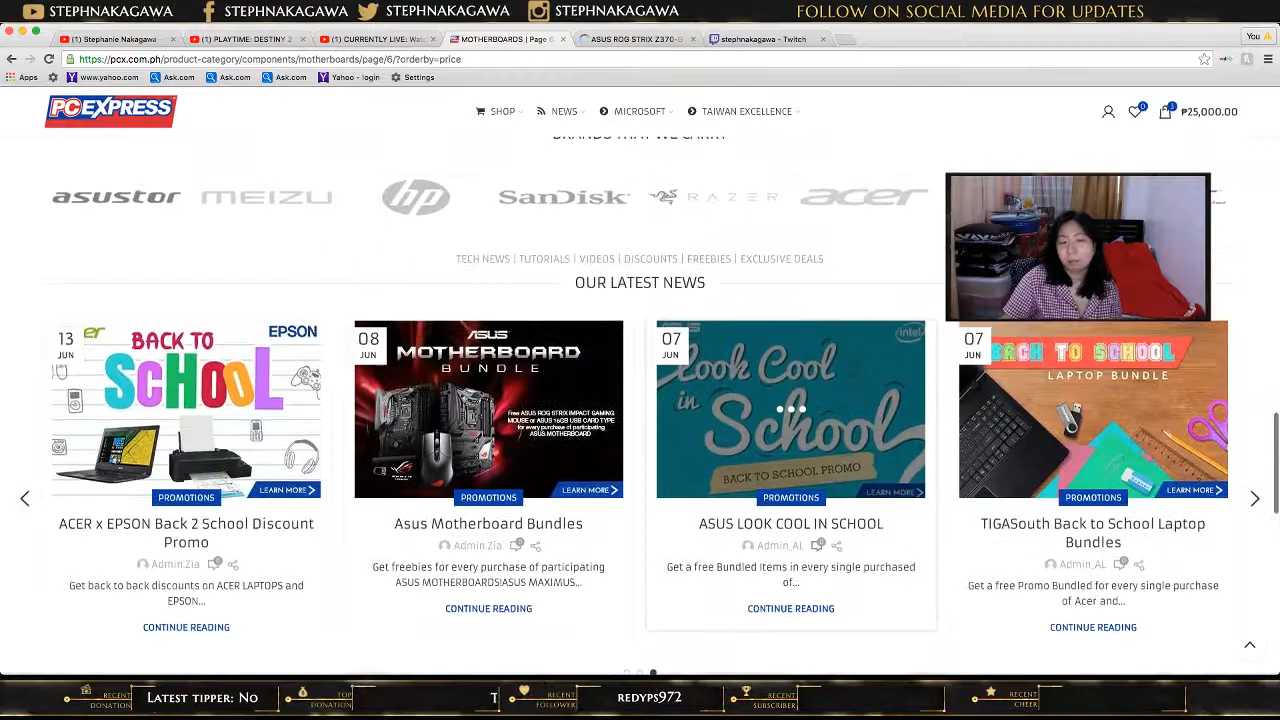 STEPHNAKAGAWA STEPHNAKAGAWA STEPHNAKAGAWA STEPHNAKAGAWA FOLLOW ON SOCIAL MEDIA FOR UPDATES
(1) Stephanie Nakagawa (1) PLAYTIME: DESTINY 2 (1) CURRENTLY LIVE: MOTHERBOARDS | Page ASUS ROG STRIX Z370-G stephnakagawa - Twitch You
https://pcx.com.ph/product-category/components/motherboards/page/6/?orderby=price
Apps www.yahoo.com Ask.com Ask.com Ask.com Yahoo - login Settings
PCEXPRESS SHOP NEWS MICROSOFT TAIWAN EXCELLENCE 0 3 ₱25,000.00
BRANDS THAT WE CARRY
asustor MEIZU hp SanDisk RAZER acer
TECH NEWS | TUTORIALS | VIDEOS | DISCOUNTS | FREEBIES | EXCLUSIVE DEALS
OUR LATEST NEWS
13
JUN
er
EPSON
BACK TO
SCHOOL
LEARN MORE
PROMOTIONS
ACER x EPSON Back 2 School Discount
Promo
Admin.Zia 0
Get back to back discounts on ACER LAPTOPS and
EPSON...
CONTINUE READING
08
JUN
ASUS
MOTHERBOARD
BUNDLE
Free ASUS ROG STRIX IMPACT GAMING
MOUSE or ASUS 16GB USB CARD TYPE
for every purchase of participating
ASUS MOTHERBOARD
LEARN MORE
PROMOTIONS
Asus Motherboard Bundles
Admin.Zia 0
Get freebies for every purchase of participating
ASUS MOTHERBOARDS!ASUS MAXIMUS...
CONTINUE READING
07
JUN
intel
Look Cool
in School
BACK TO SCHOOL PROMO
LEARN MORE
PROMOTIONS
ASUS LOOK COOL IN SCHOOL
Admin_AL 0
Get a free Bundled Items in every single purchased
of...
CONTINUE READING
07
JUN
BACK TO SCHOOL
LAPTOP BUNDLE
LEARN MORE
PROMOTIONS
TIGASouth Back to School Laptop
Bundles
Admin_AL 0
Get a free Promo Bundled for every single purchase
of Acer and...
CONTINUE READING
RECENT
DONATION
Latest tipper: No
TOP
DONATION
T
RECENT
FOLLOWER
redyps972
RECENT
SUBSCRIBER
RECENT
CHEER